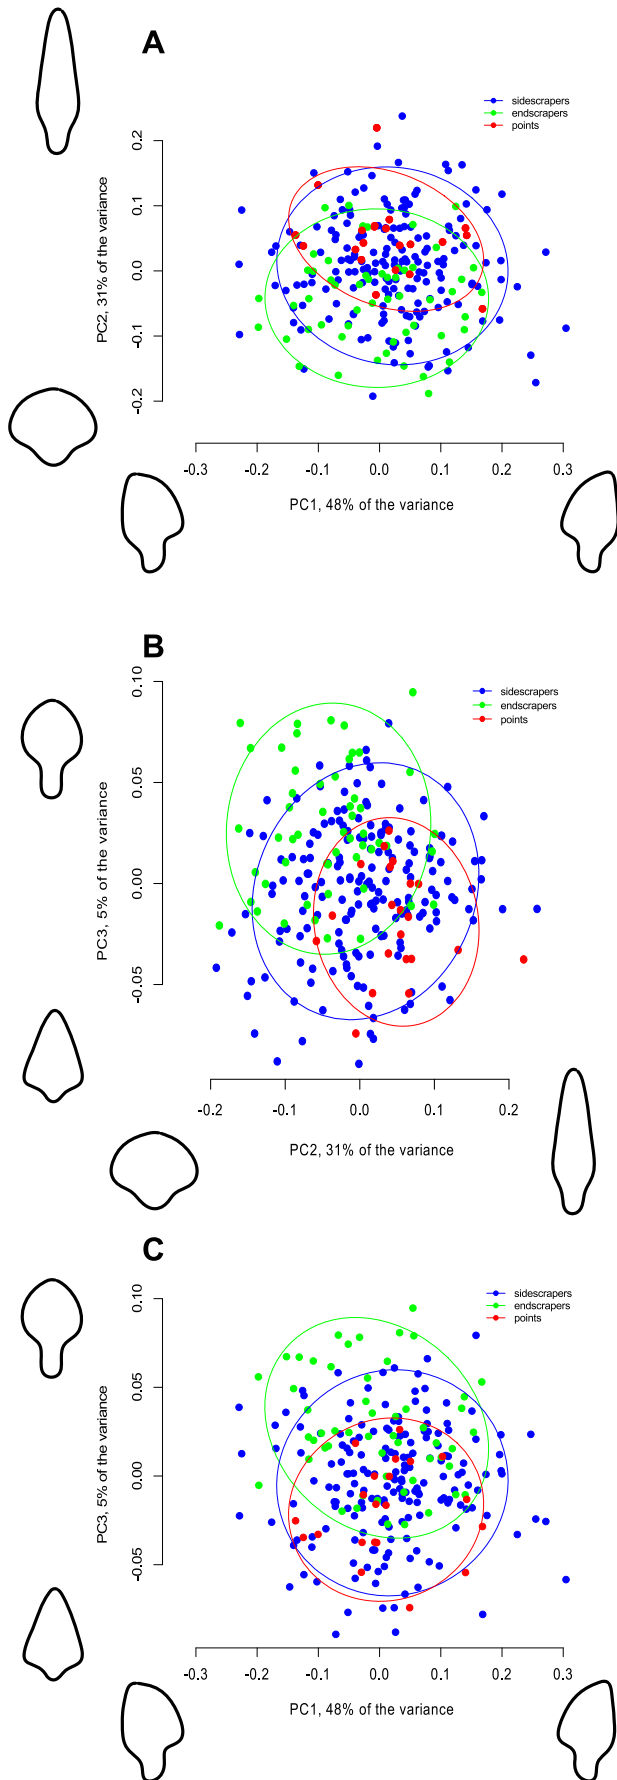 A
sidescrapers
endscrapers
points
PC2, 31% of the variance
0.2
0.1
0.0
-0.1
-0.2
-0.3 -0.2 -0.1 0.0 0.1 0.2 0.3
PC1, 48% of the variance
B
sidescrapers
endscrapers
points
PC3, 5% of the variance
0.10
0.05
0.00
-0.05
-0.2 -0.1 0.0 0.1 0.2
PC2, 31% of the variance
C
sidescrapers
endscrapers
points
PC3, 5% of the variance
0.10
0.05
0.00
-0.05
-0.3 -0.2 -0.1 0.0 0.1 0.2 0.3
PC1, 48% of the variance